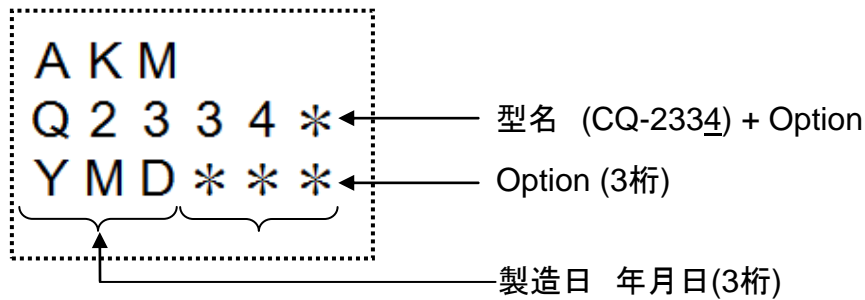 AKM
Q2334* 型名 (CQ-2334) + Option
YMD*** Option (3桁)
製造日 年月日(3桁)